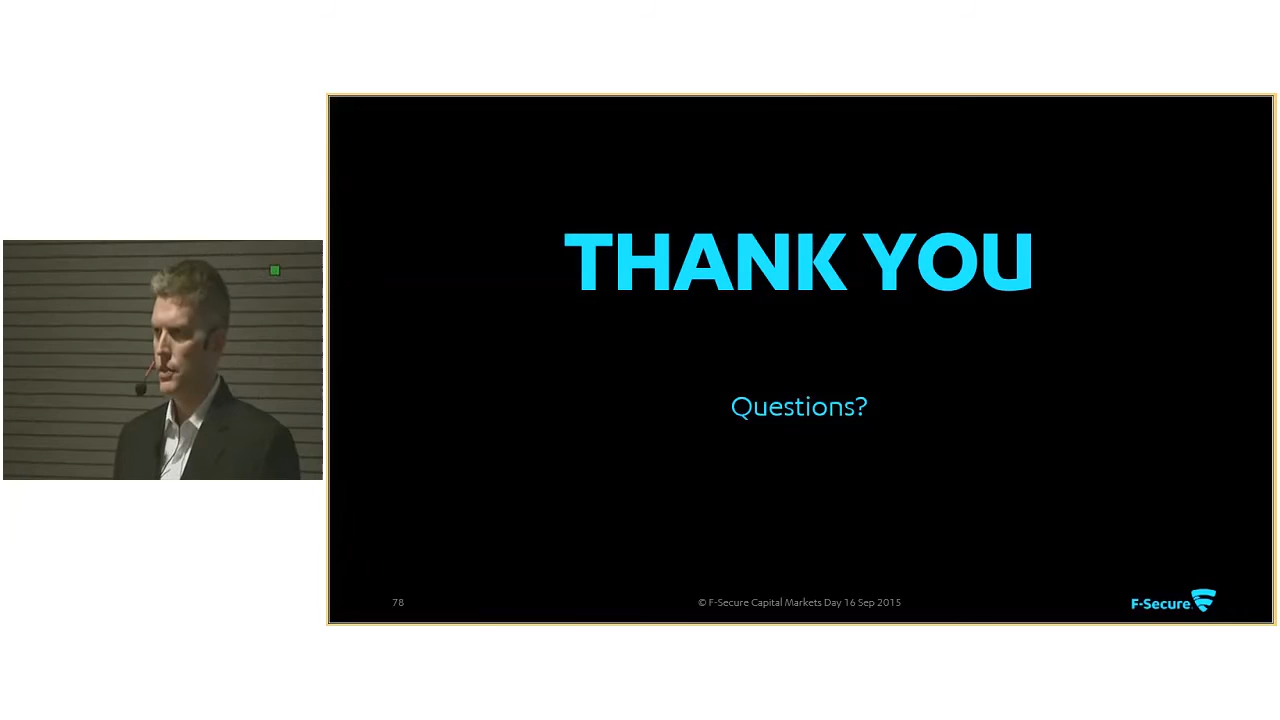 THANK YOU
Questions?
78
© F-Secure Capital Markets Day 16 Sep 2015
F-Secure